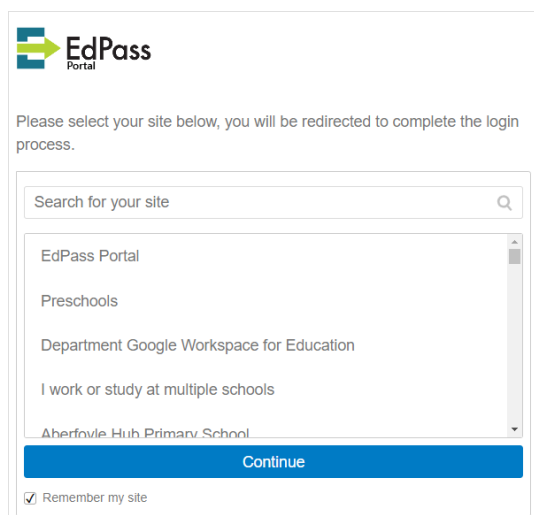 EdPass
Portal
Please select your site below, you will be redirected to complete the login
process.
Search for your site
EdPass Portal
Preschools
Department Google Workspace for Education
I work or study at multiple schools
Aberfoyle Hub Primary School
Continue
Remember my site